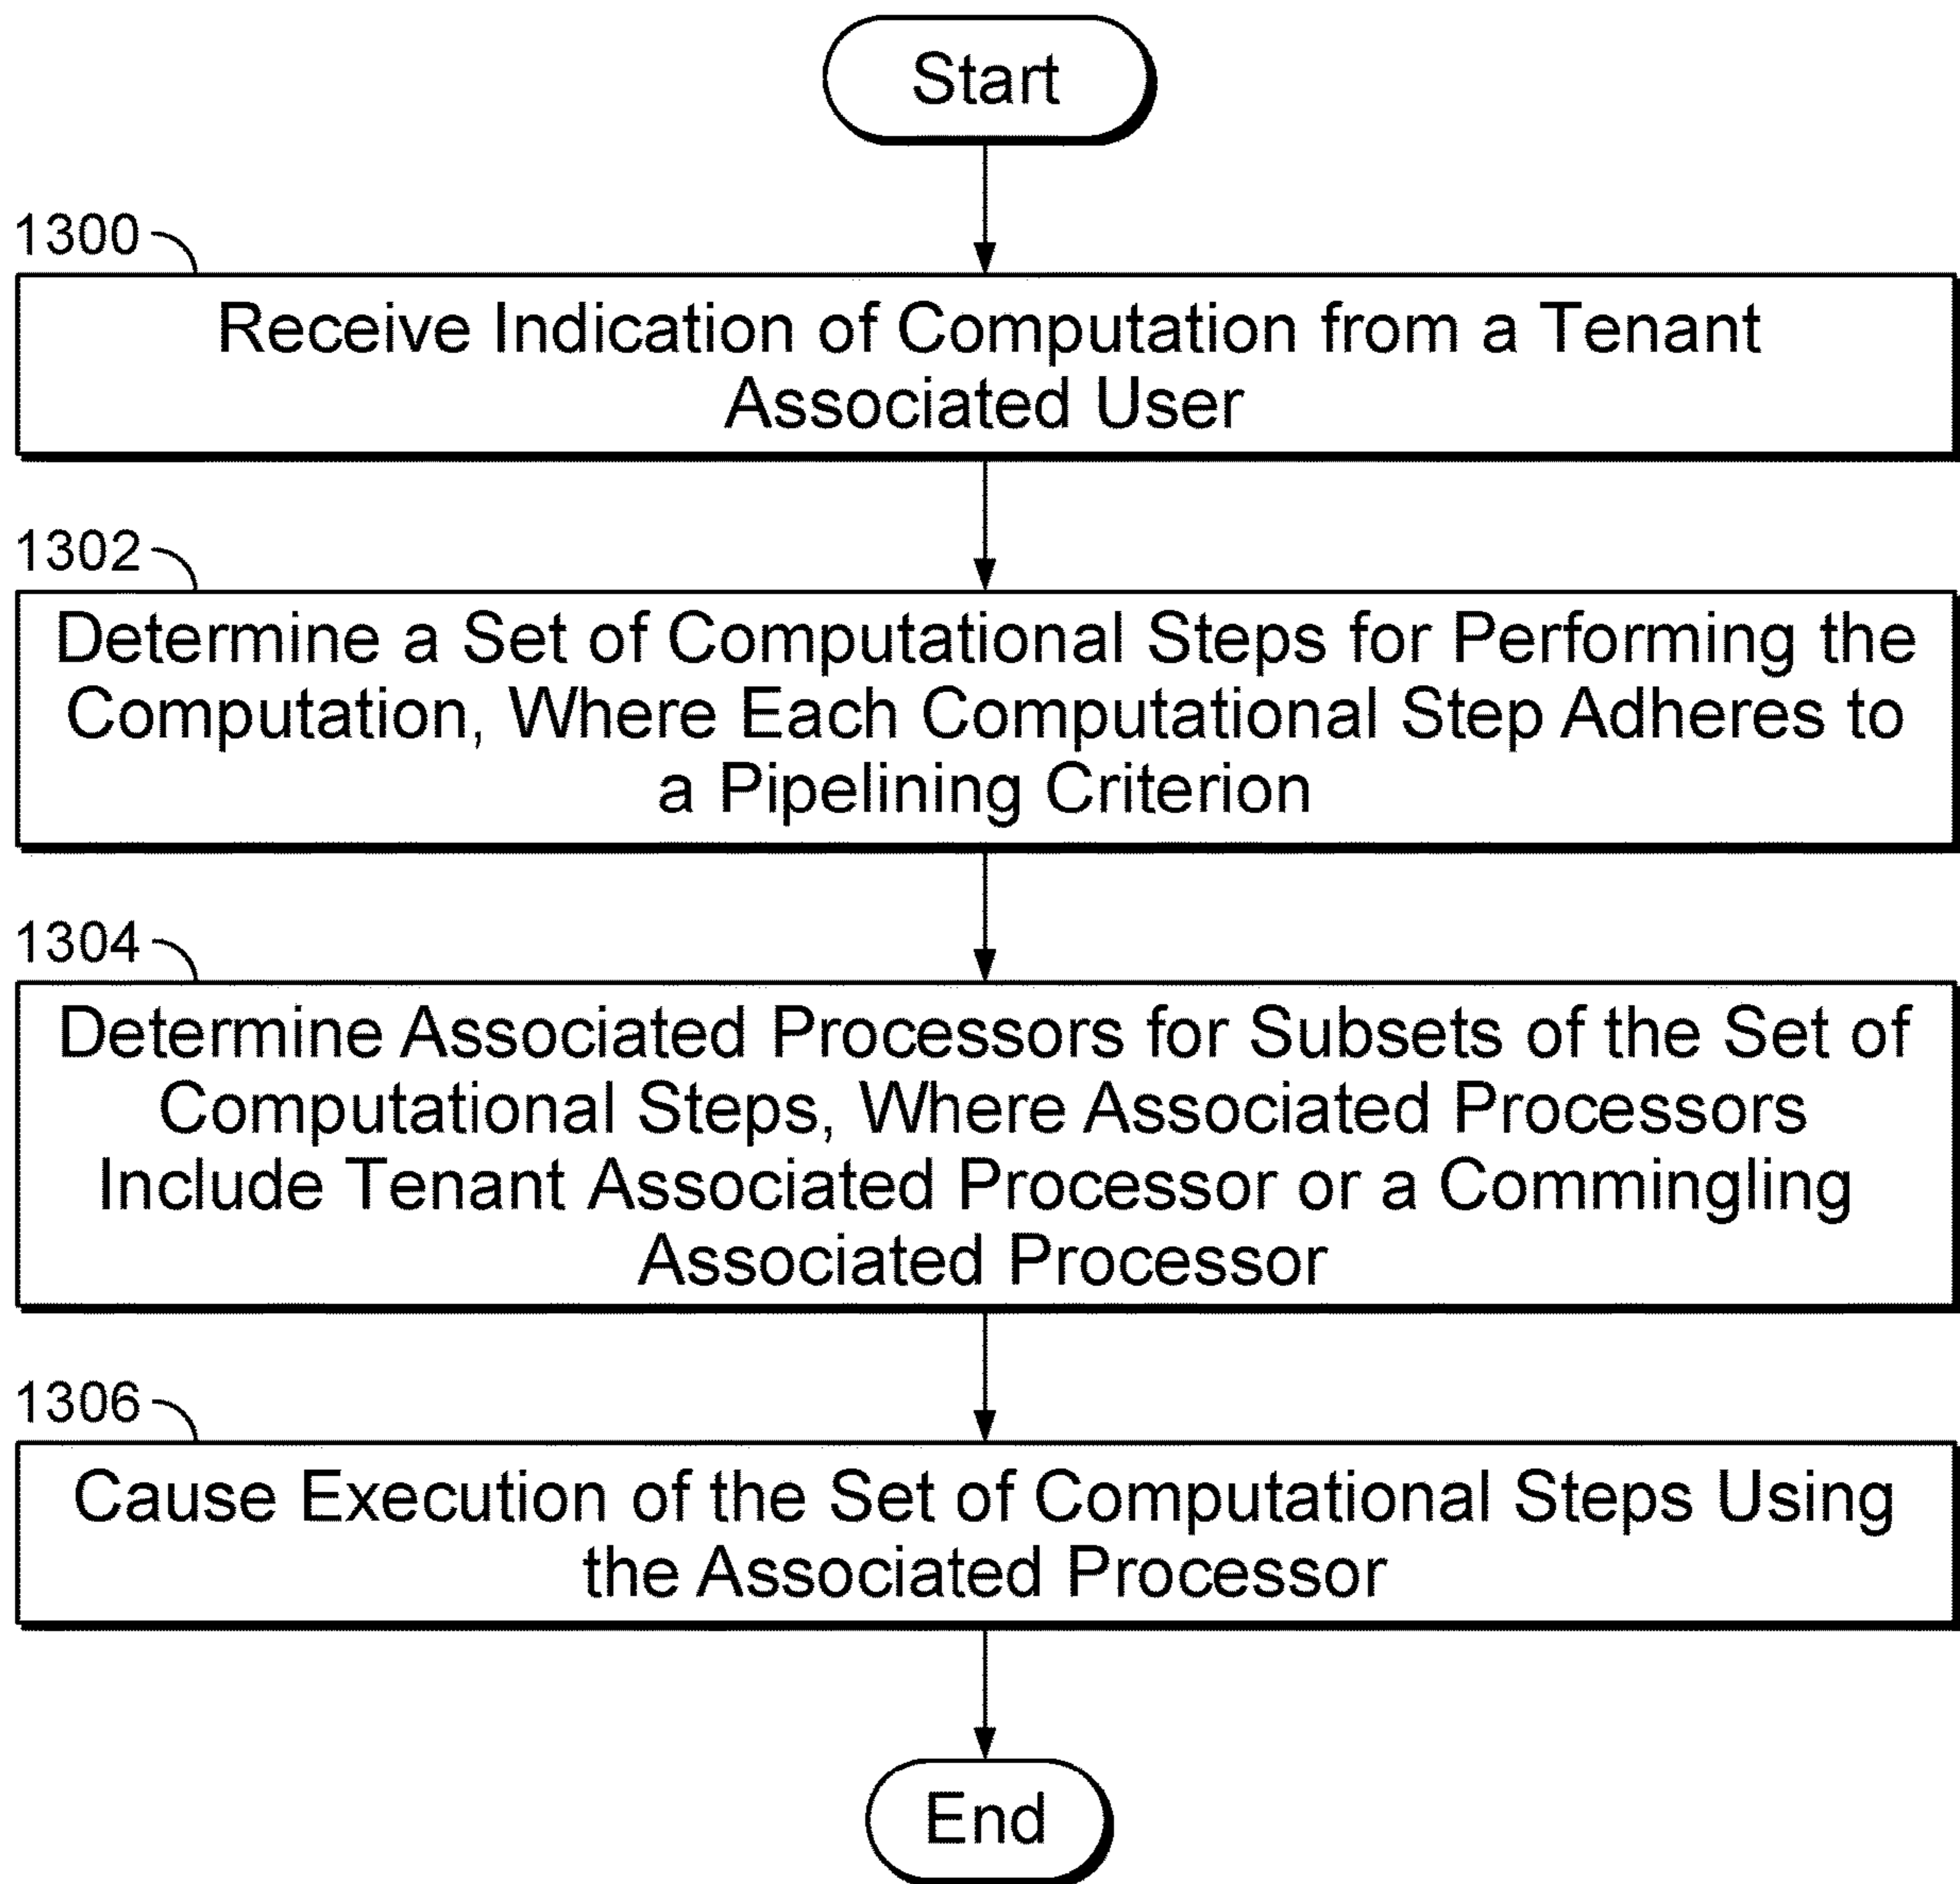 Start
1300
Receive Indication of Computation from a Tenant
Associated User
1302
Determine a Set of Computational Steps for Performing the
Computation, Where Each Computational Step Adheres to
a Pipelining Criterion
1304
Determine Associated Processors for Subsets of the Set of
Computational Steps, Where Associated Processors
Include Tenant Associated Processor or a Commingling
Associated Processor
1306
Cause Execution of the Set of Computational Steps Using
the Associated Processor
End